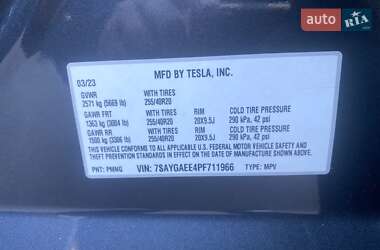 auto RIA
MFD BY TESLA, INC.
03/23
GVWR WITH TIRES
2571 kg (5669 lb) 255/40R20
GAWR FRT WITH TIRES RIM COLD TIRE PRESSURE
1363 kg (3004 lb) 255/40R20 20X9.5J 290 kPa, 42 psi
GAWR RR WITH TIRES RIM COLD TIRE PRESSURE
1500 kg (3306 lb) 255/40R20 20X9.5J 290 kPa, 42 psi
THIS VEHICLE CONFORMS TO ALL APPLICABLE U.S. FEDERAL MOTOR VEHICLE SAFETY
AND THEFT PREVENTION STANDARDS IN EFFECT ON THE DATE OF MANUFACTURE SHOWN ABOVE.
PNT: PMNG VIN: 7SAYGAEE4PF711966 TYPE: MPV